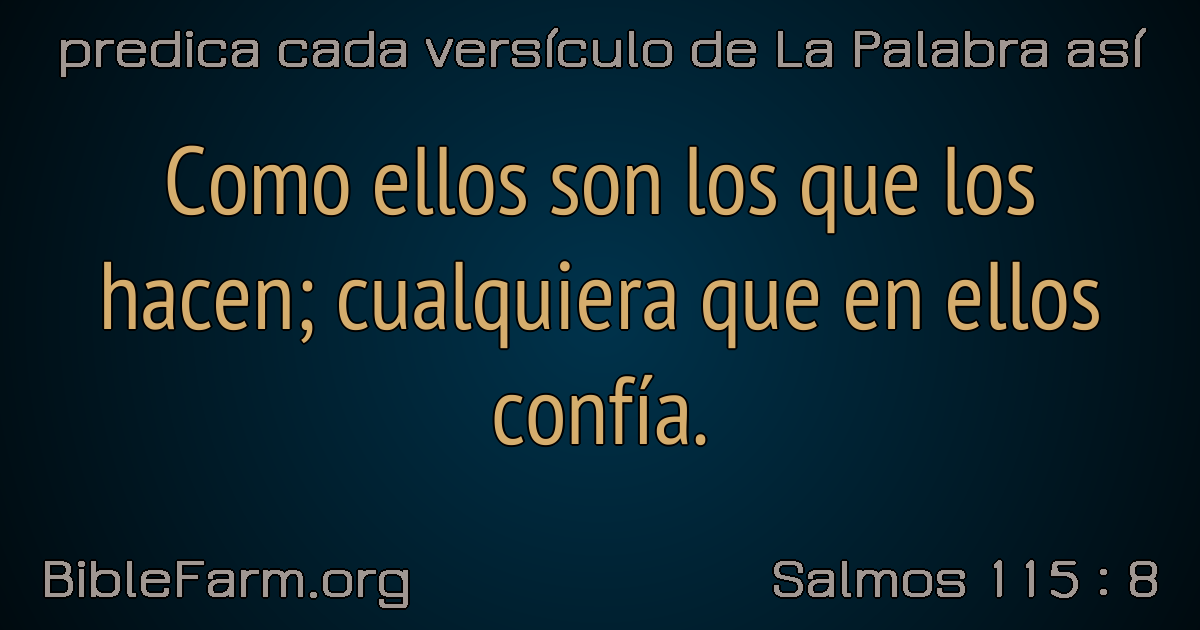 predica cada versículo de La Palabra así
Como ellos son los que los
hacen; cualquiera que en ellos
confía.
BibleFarm.org
Salmos 115 : 8